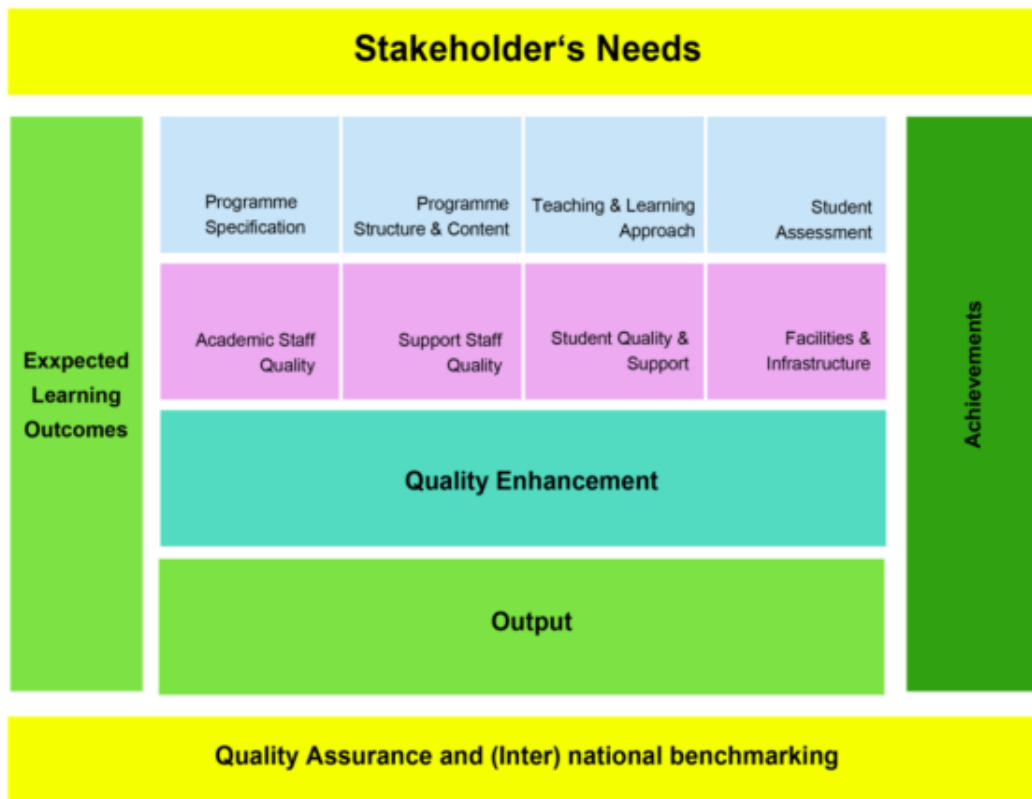 Stakeholder‘s Needs
Exxpected
Learning
Outcomes
Programme
Specification
Programme
Structure & Content
Teaching & Learning
Approach
Student
Assessment
Academic Staff
Quality
Support Staff
Quality
Student Quality &
Support
Facilities &
Infrastructure
Quality Enhancement
Output
Achievements
Quality Assurance and (Inter) national benchmarking